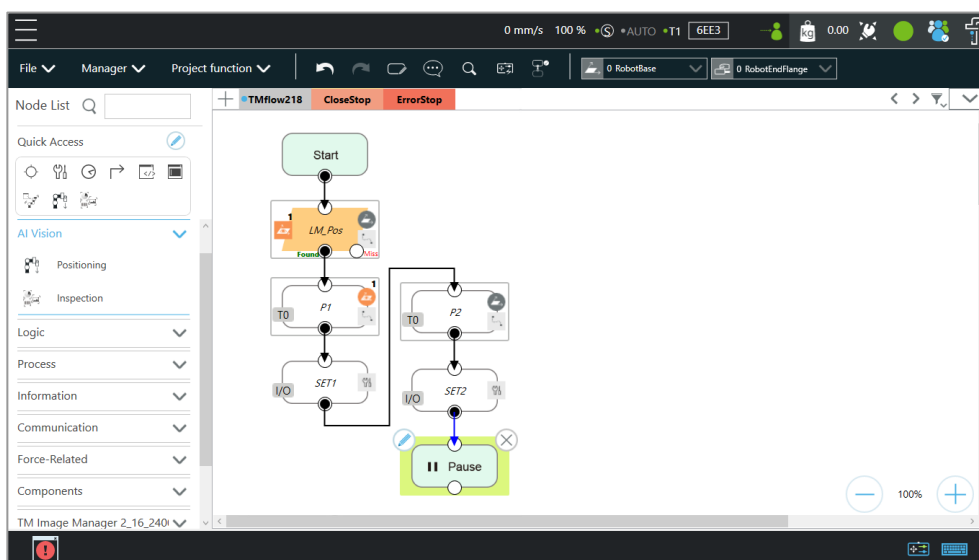 0 mm/s 100 % S AUTO T1 6EE3 kg 0.00
File Manager Project function 0 RobotBase 0 RobotEndFlange
Node List
TMflow218 CloseStop ErrorStop
Quick Access
AI Vision
Positioning
Inspection
Logic
Process
Information
Communication
Force-Related
Components
TM Image Manager 2_16_240
Start
1
LM_Pos
Found Miss
1
T0 P1
T0 P2
I/O SET1
I/O SET2
Pause
100%